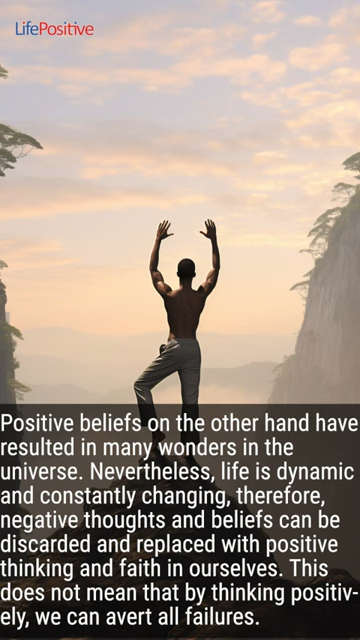 LifePositive
Positive beliefs on the other hand have
resulted in many wonders in the
universe. Nevertheless, life is dynamic
and constantly changing, therefore,
negative thoughts and beliefs can be
discarded and replaced with positive
thinking and faith in ourselves. This
does not mean that by thinking positiv-
ely, we can avert all failures.